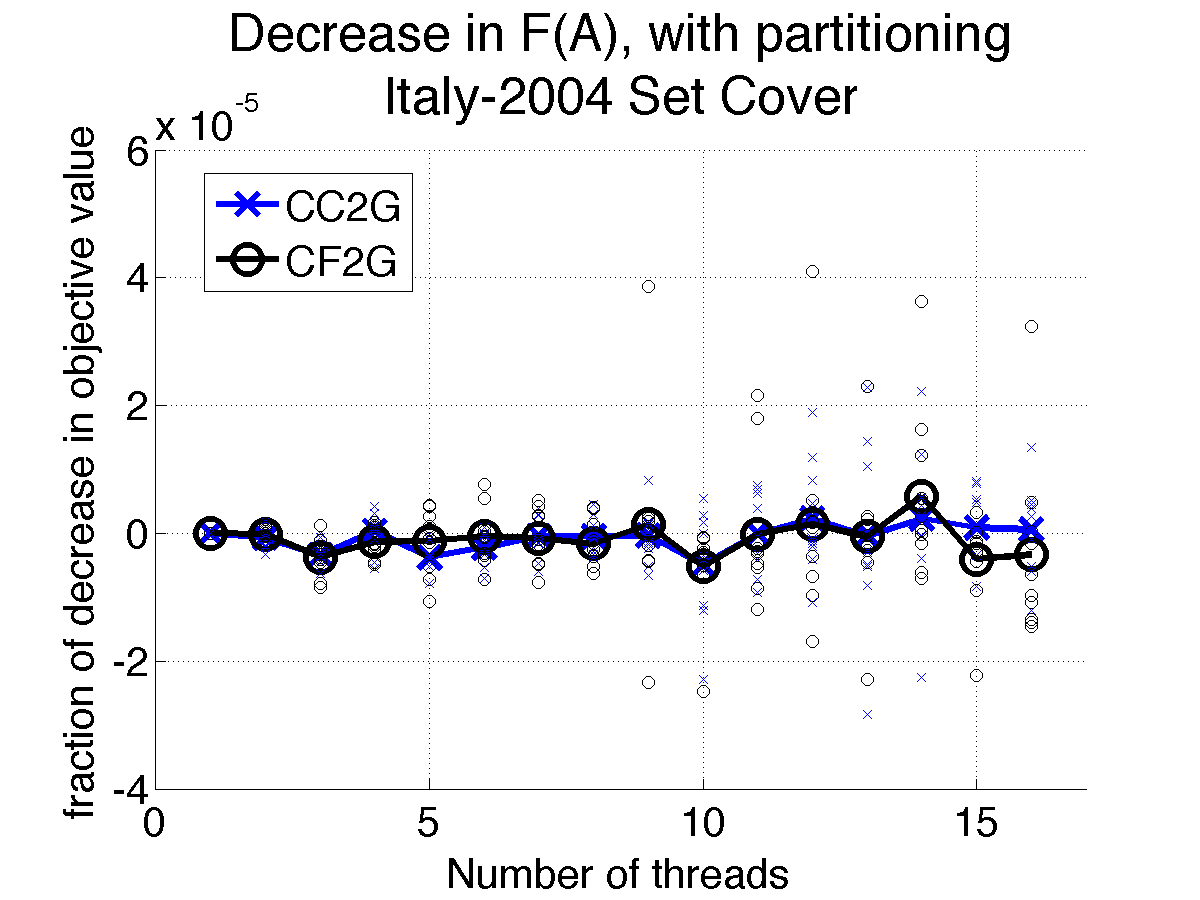 Decrease in F(A), with partitioning
Italy-2004 Set Cover
x 10^-5
6
4
2
0
-2
-4
fraction of decrease in objective value
CC2G
CF2G
0 5 10 15
Number of threads